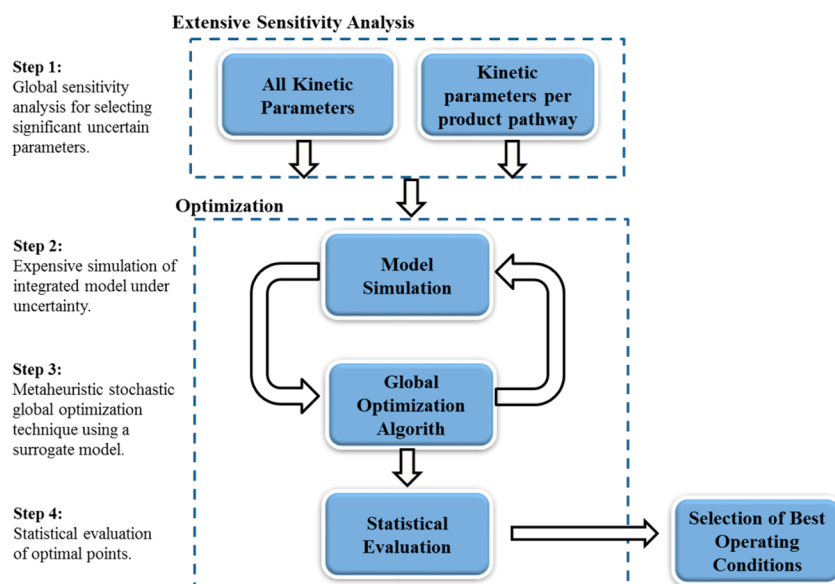 Extensive Sensitivity Analysis
Step 1:
Global sensitivity
analysis for selecting
significant uncertain
parameters.
All Kinetic
Parameters
Kinetic
parameters per
product pathway
Optimization
Step 2:
Expensive simulation of
integrated model under
uncertainty.
Model
Simulation
Step 3:
Metaheuristic stochastic
global optimization
technique using a
surrogate model.
Global
Optimization
Algorith
Step 4:
Statistical evaluation
of optimal points.
Statistical
Evaluation
Selection of Best
Operating
Conditions